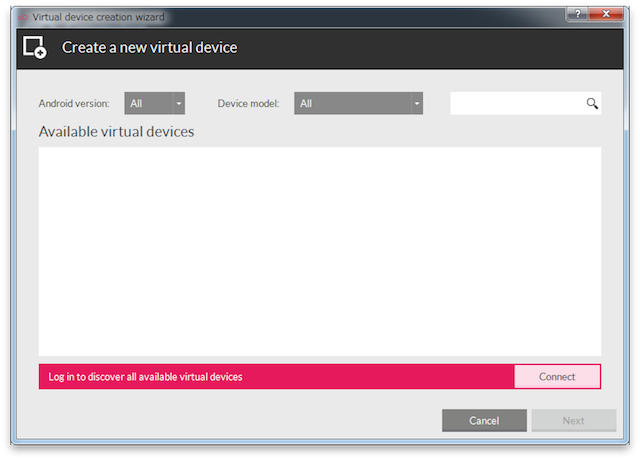 Virtual device creation wizard
?
Create a new virtual device
Android version: All Device model: All
Available virtual devices
Log in to discover all available virtual devices Connect
Cancel Next